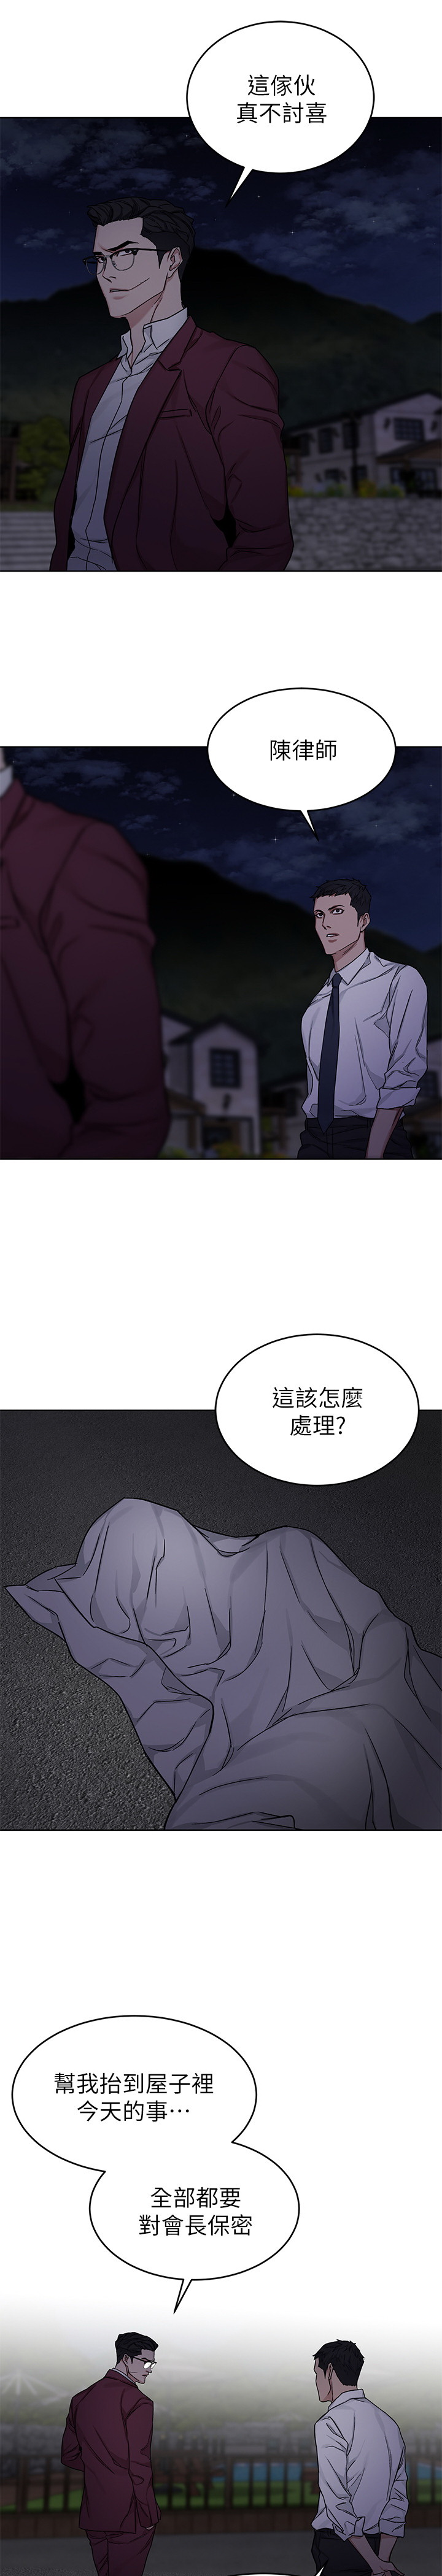 這傢伙
真不討喜
陳律師
這該怎麼
處理?
幫我抬到屋子裡
今天的事⋯
全部都要
對會長保密